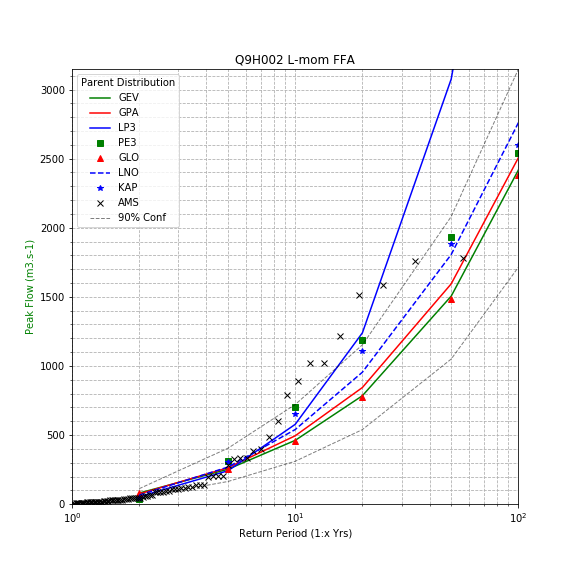 Q9H002 L-mom FFA
Parent Distribution
GEV
GPA
LP3
PE3
GLO
LNO
KAP
AMS
90% Conf
Peak Flow (m3.s-1)
3000
2500
2000
1500
1000
500
0
10^0
10^1
10^2
Return Period (1:x Yrs)